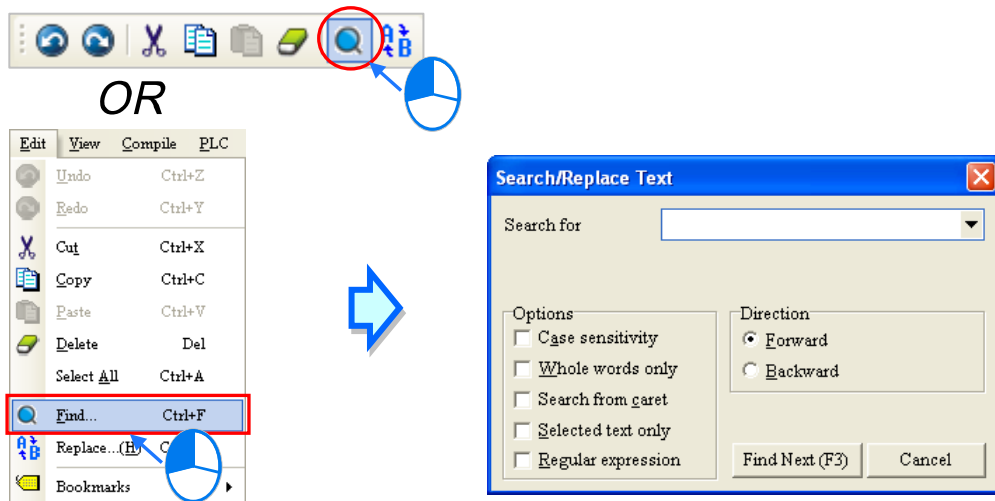 OR
Edit View Compile PLC
Undo Ctrl+Z
Redo Ctrl+Y
Cut Ctrl+X
Copy Ctrl+C
Paste Ctrl+V
Delete Del
Select All Ctrl+A
Find... Ctrl+F
Replace...(H) C
Bookmarks
Search/Replace Text
Search for
Options
Case sensitivity
Whole words only
Search from caret
Selected text only
Regular expression
Direction
Forward
Backward
Find Next (F3) Cancel